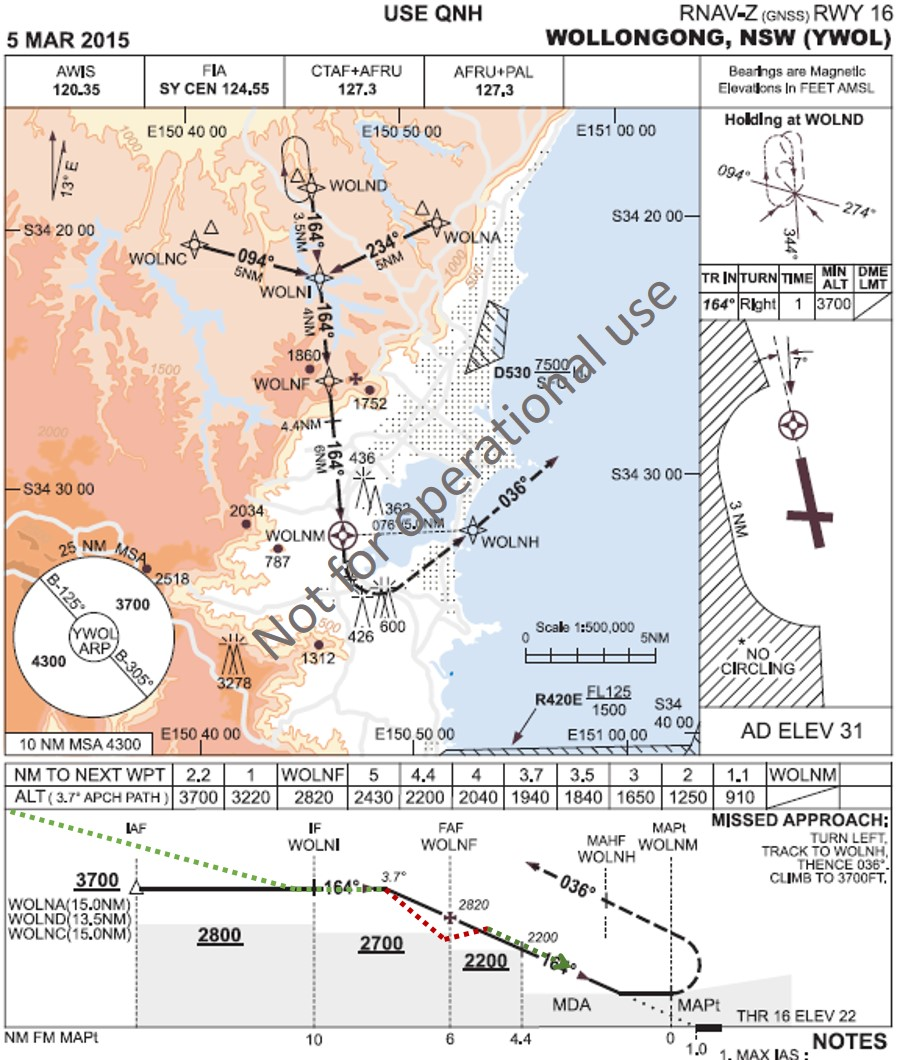 USE QNH
RNAV-Z (GNSS) RWY 16
5 MAR 2015
WOLLONGONG, NSW (YWOL)
AWIS
120.35
FIA
SY CEN 124.55
CTAF+AFRU
127.3
AFRU+PAL
127.3
Bearings are Magnetic
Elevations in FEET AMSL
1000
E150 40 00
E150 50 00
E151 00 00
13° E
WOLND
164°
3.5NM
S34 20 00
S34 20 00
WOLNC
094°
5NM
234°
5NM
WOLNA
WOLNI
1000
500
164°
4NM
1860
1500
WOLNF
1752
D530 7500
SFC
HJ
4.4NM
164°
6NM
2000
436
S34 30 00
S34 30 00
362
036°
2034
WOLNM
076° 5.0NM
WOLNH
787
25 NM MSA
2518
B-125°
3700
YWOL
ARP
4300
B-305°
500
426
600
1312
3278
Scale 1:500,000
0
5NM
R420E FL125
1500
S34
40 00
E150 40 00
E150 50 00
E151 00 00
10 NM MSA 4300
Not for operational use
Holding at WOLND
094°
274°
344°
TR IN TURN TIME MIN ALT DME LMT
164° Right 1 3700
7°
3 NM
*
NO
CIRCLING
AD ELEV 31
NM TO NEXT WPT 2.2 1 WOLNF 5 4.4 4 3.7 3.5 3 2 1.1 WOLNM
ALT ( 3.7° APCH PATH ) 3700 3220 2820 2430 2200 2040 1940 1840 1650 1250 910
MISSED APPROACH:
TURN LEFT,
TRACK TO WOLNH,
THENCE 036°.
CLIMB TO 3700FT.
IAF
IF
WOLNI
FAF
WOLNF
MAHF
WOLNH
MAPt
WOLNM
3700
164°
3.7°
036°
WOLNA(15.0NM)
WOLND(13.5NM)
WOLNC(15.0NM)
2820
2200
2800
2700
2200
164°
MDA
MAPt
THR 16 ELEV 22
NM FM MAPt
10
6
4.4
0
1.0
NOTES
1. MAX IAS :